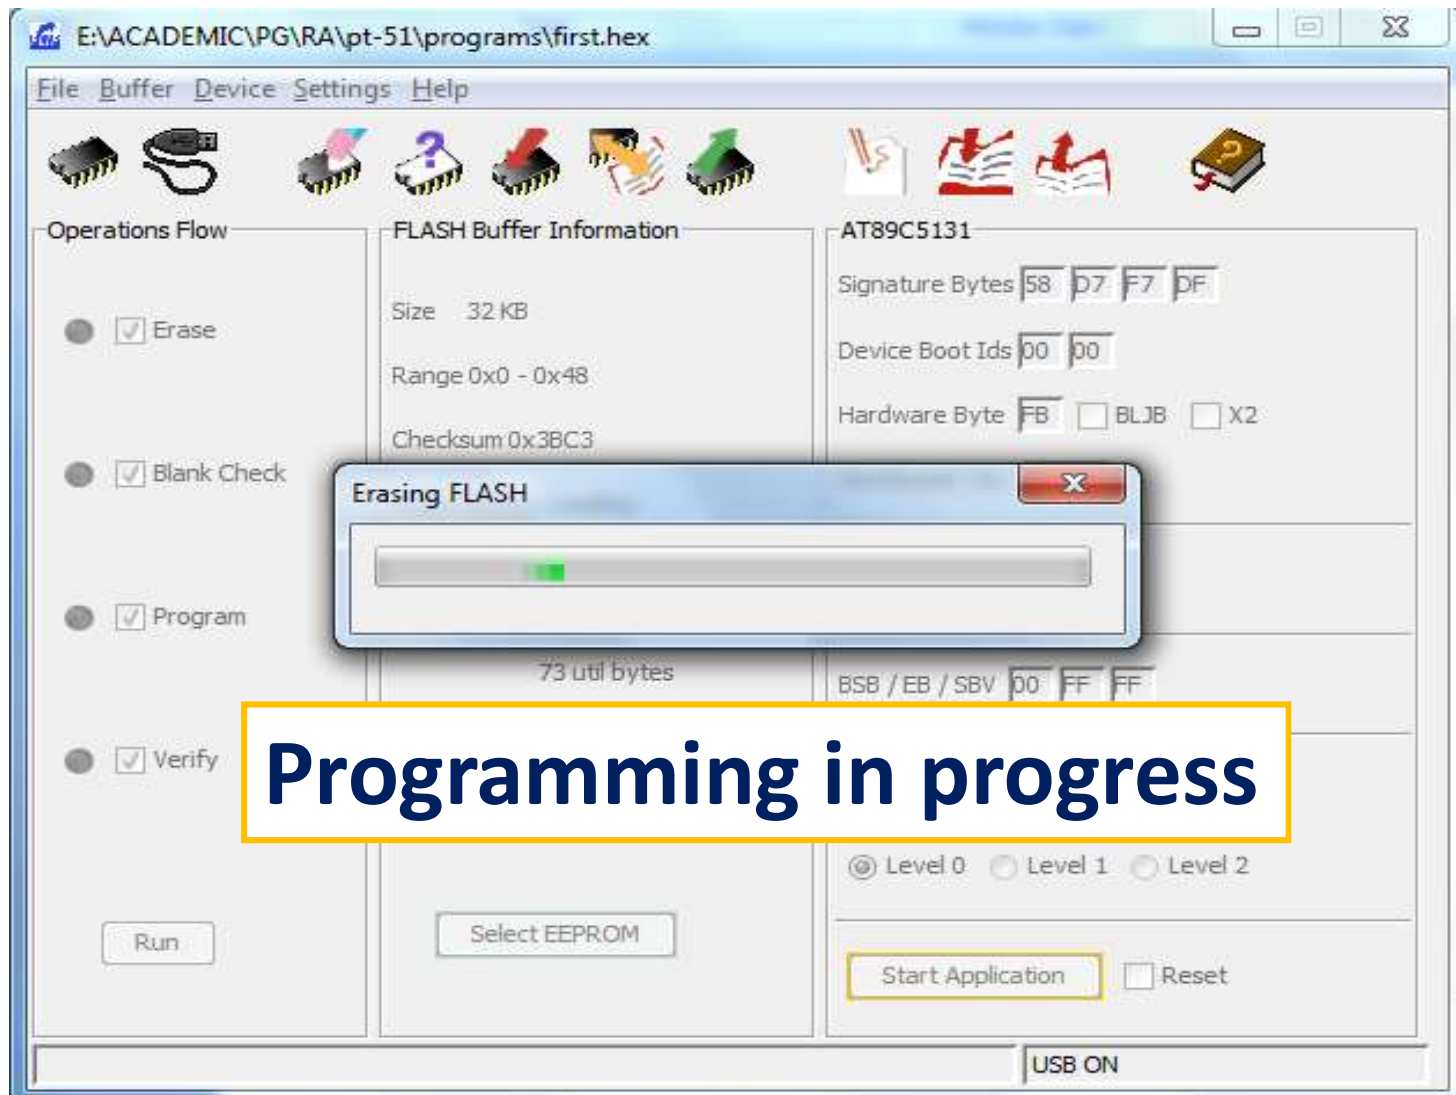 E:\ACADEMIC\PG\RA\pt-51\programs\first.hex
File Buffer Device Settings Help
Operations Flow
Erase
Blank Check
Program
Verify
Run
FLASH Buffer Information
Size 32 KB
Range 0x0 - 0x48
Checksum 0x3BC3
73 util bytes
Select EEPROM
AT89C5131
Signature Bytes 58 D7 F7 DF
Device Boot Ids 00 00
Hardware Byte FB BLJB X2
BSB / EB / SBV 00 FF FF
Level 0 Level 1 Level 2
Start Application Reset
Erasing FLASH
Programming in progress
USB ON